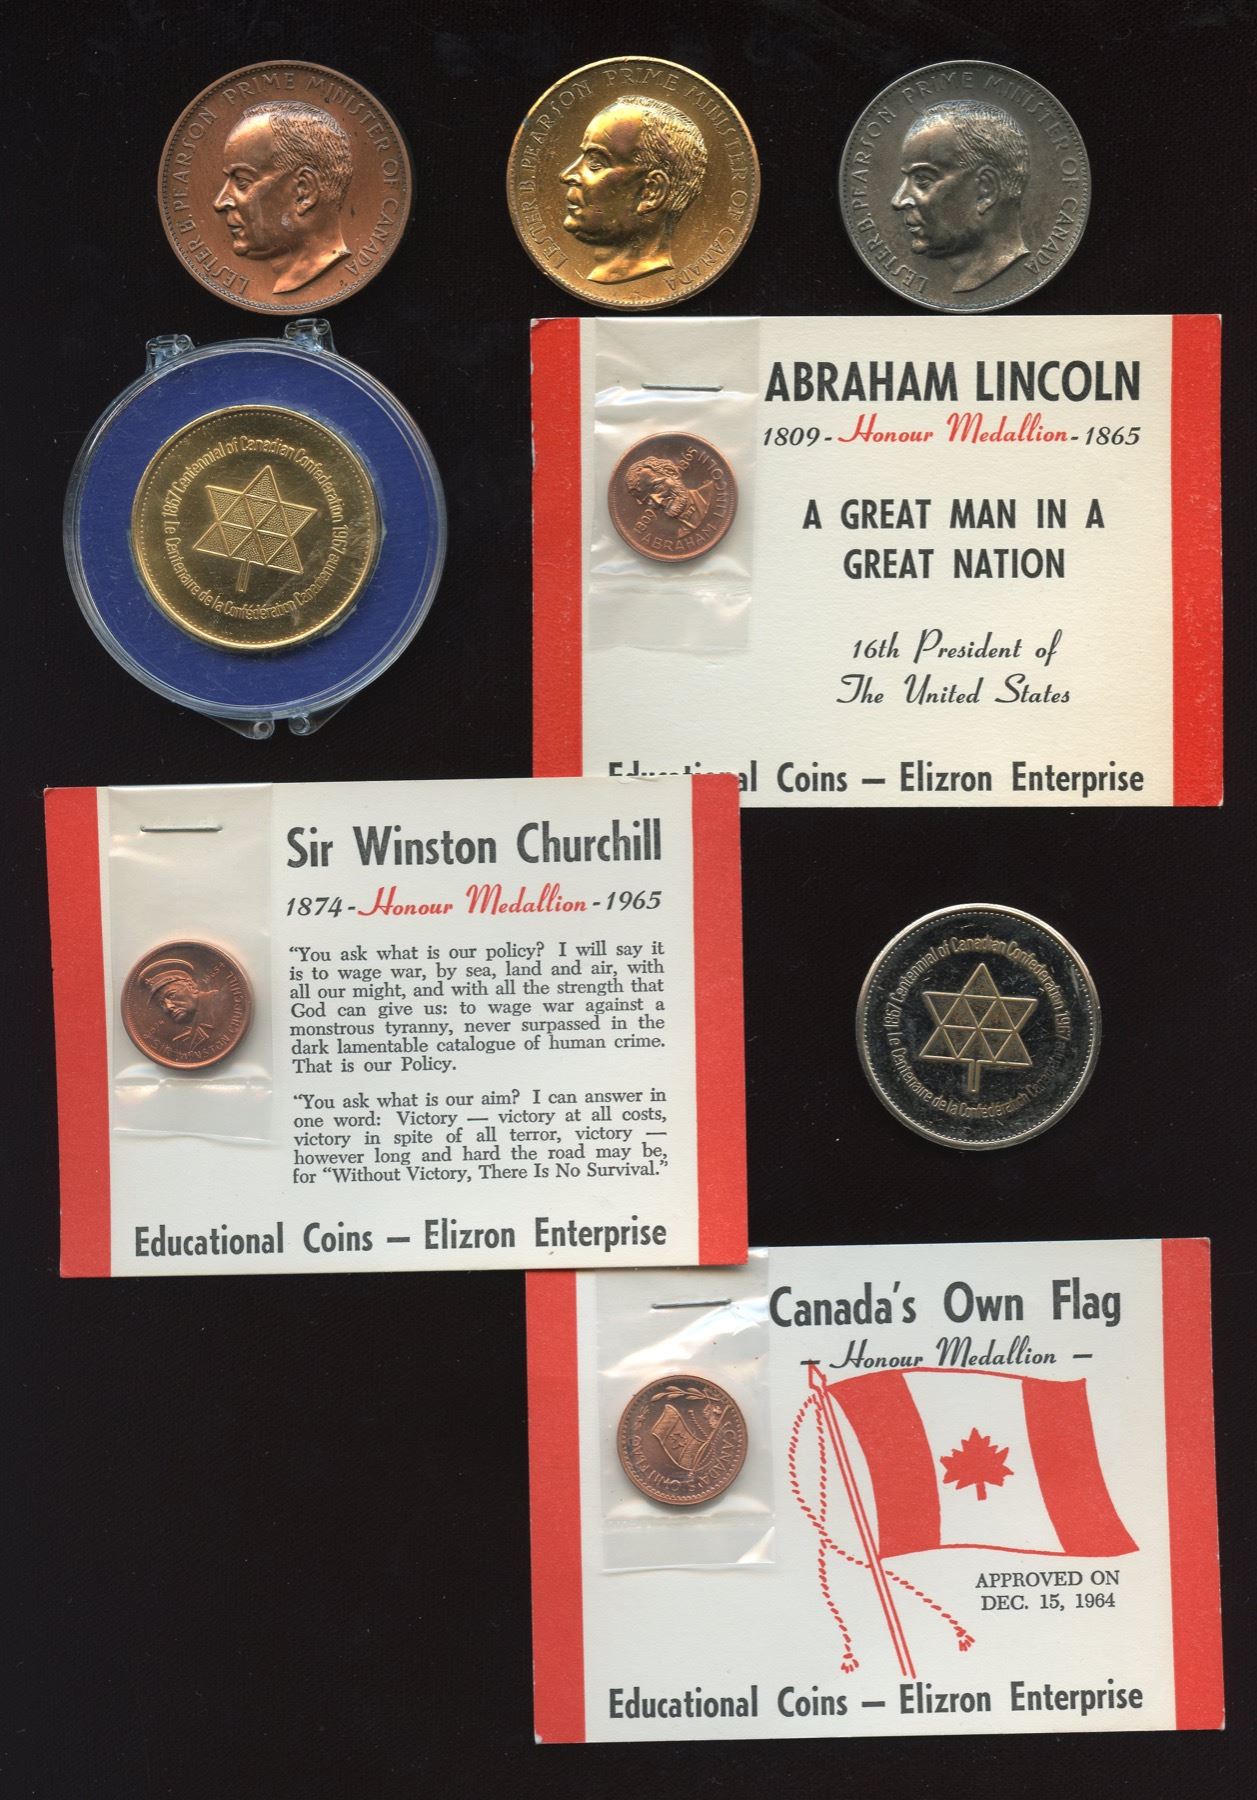 LESTER B. PEARSON PRIME MINISTER OF CANADA
LESTER B. PEARSON PRIME MINISTER OF CANADA
LESTER B. PEARSON PRIME MINISTER OF CANADA
1867 Centennial of Canadian Confederation 1967
le Centenaire de la Confédération Canadienne
ABRAHAM LINCOLN
1809 - Honour Medallion - 1865
A GREAT MAN IN A
GREAT NATION
16th President of
The United States
Educational Coins — Elizron Enterprise
1809
ABRAHAM LINCOLN
Sir Winston Churchill
1874 - Honour Medallion - 1965
"You ask what is our policy? I will say it
is to wage war, by sea, land and air, with
all our might, and with all the strength that
God can give us: to wage war against a
monstrous tyranny, never surpassed in the
dark lamentable catalogue of human crime.
That is our Policy.
"You ask what is our aim? I can answer in
one word: Victory — victory at all costs,
victory in spite of all terror, victory —
however long and hard the road may be,
for "Without Victory, There Is No Survival."
Educational Coins — Elizron Enterprise
SIR WINSTON CHURCHILL
1867 Centennial of Canadian Confederation 1967
le Centenaire de la Confédération Canadienne
Canada's Own Flag
— Honour Medallion —
APPROVED ON
DEC. 15, 1964
Educational Coins — Elizron Enterprise
CANADA'S OWN FLAG